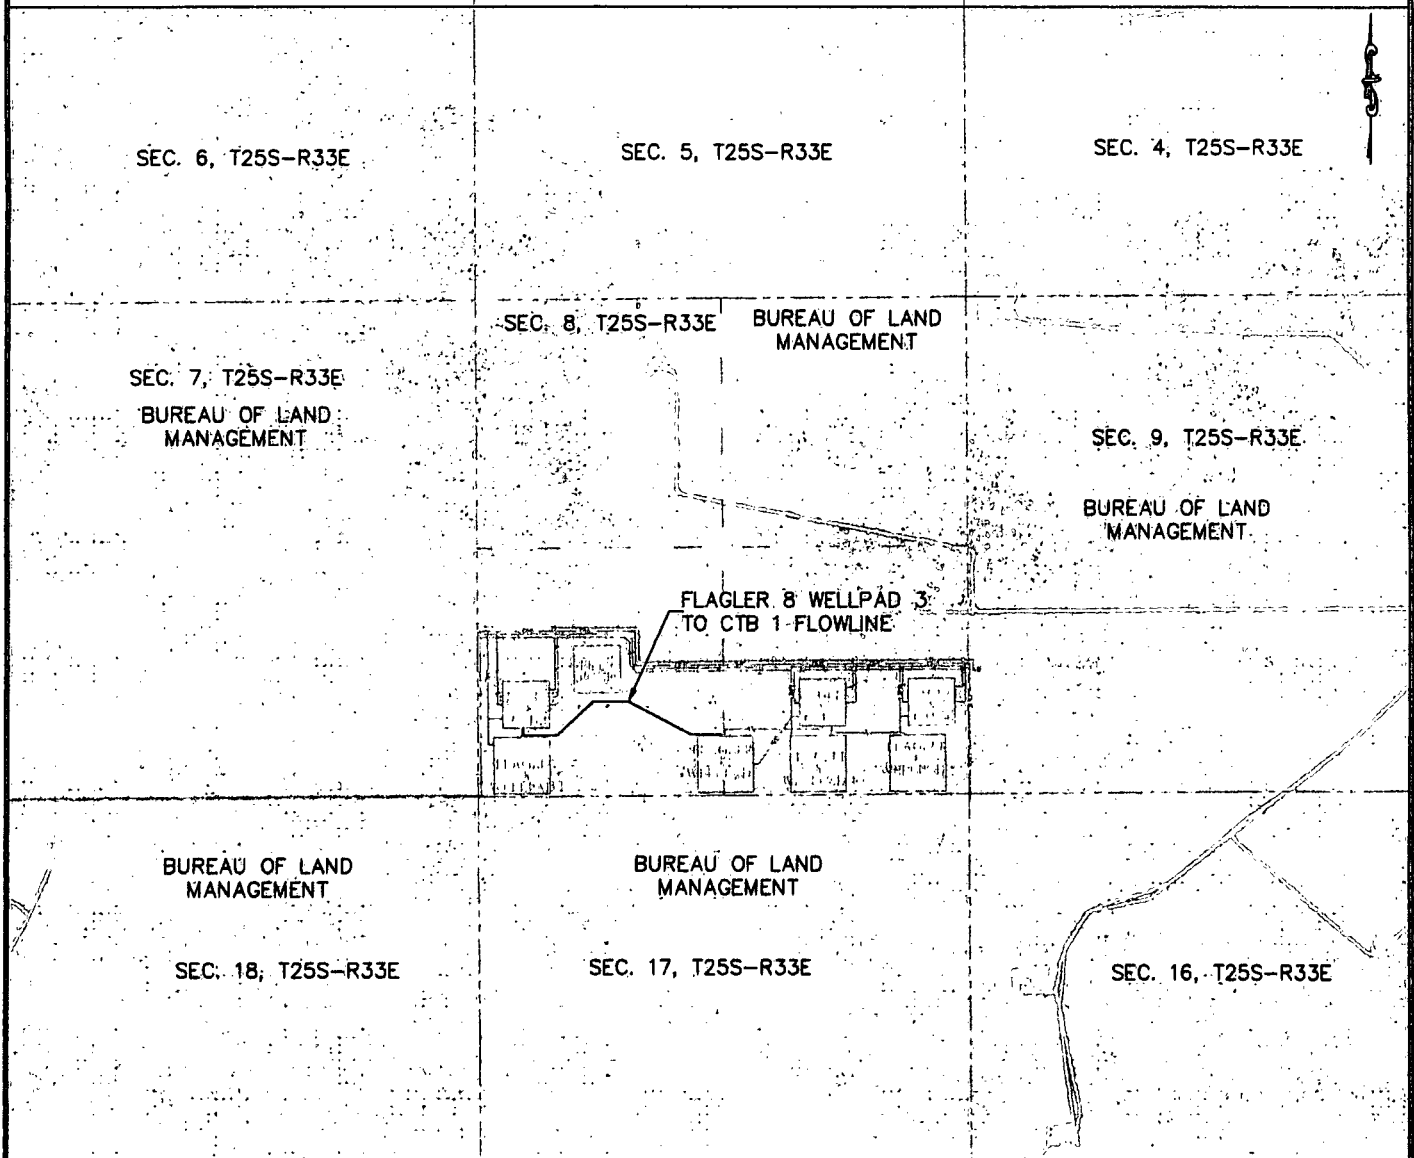 SEC. 6, T25S-R33E
SEC. 5, T25S-R33E
SEC. 4, T25S-R33E
SEC. 8, T25S-R33E
BUREAU OF LAND
MANAGEMENT
SEC. 7, T25S-R33E
BUREAU OF LAND
MANAGEMENT
SEC. 9, T25S-R33E
BUREAU OF LAND
MANAGEMENT
FLAGLER 8 WELLPAD 3
TO CTB 1 FLOWLINE
BUREAU OF LAND
MANAGEMENT
BUREAU OF LAND
MANAGEMENT
SEC. 18, T25S-R33E
SEC. 17, T25S-R33E
SEC. 16, T25S-R33E